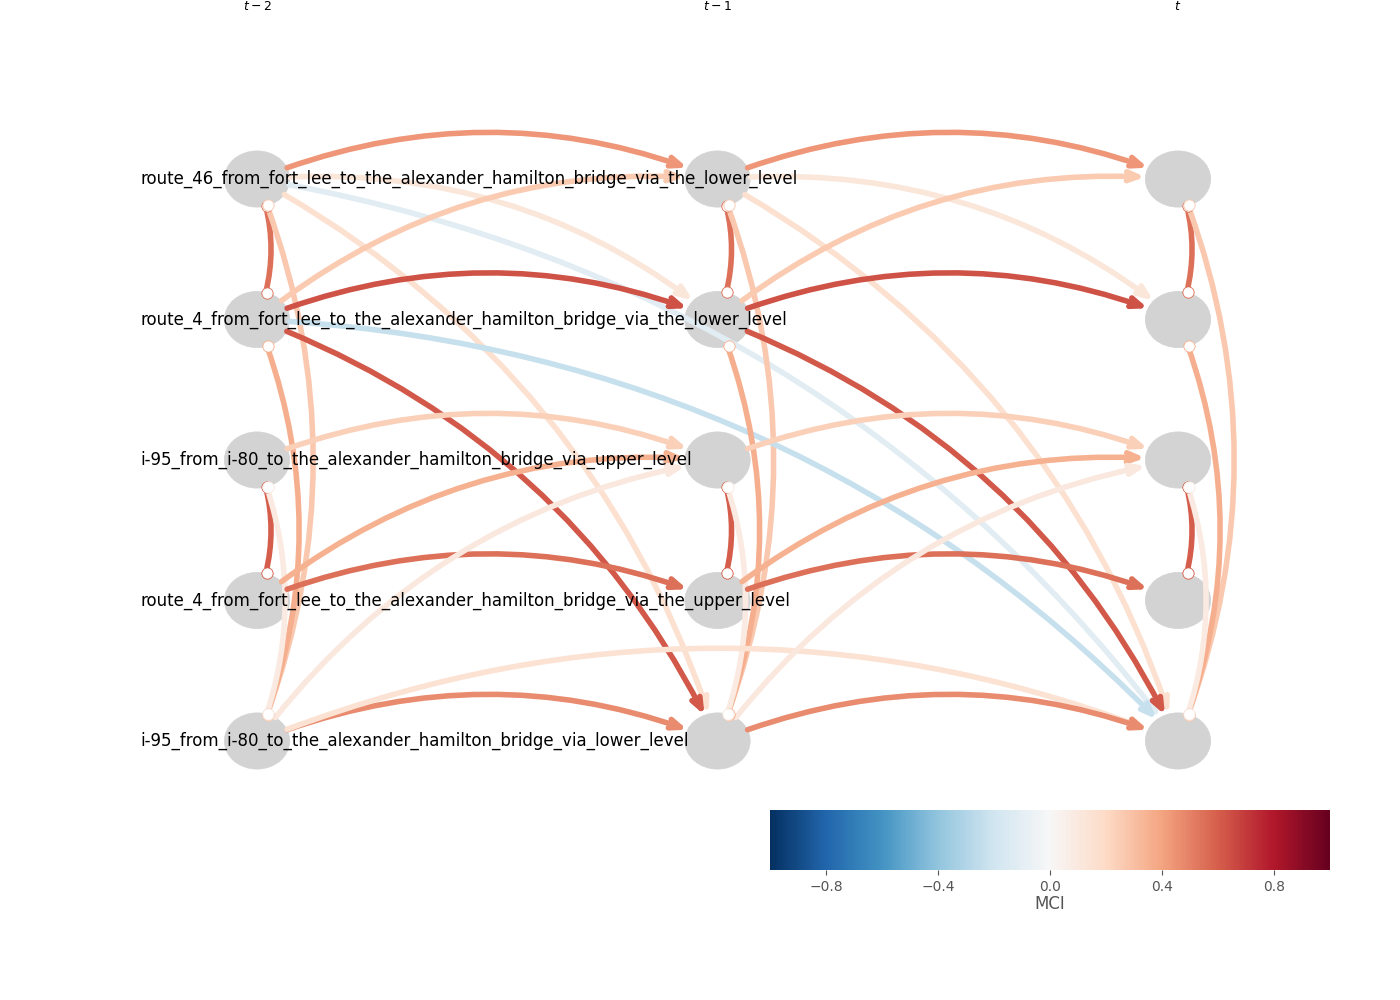 t − 2 t − 1 t
route_46_from_fort_lee_to_the_alexander_hamilton_bridge_via_the_lower_level
route_4_from_fort_lee_to_the_alexander_hamilton_bridge_via_the_lower_level
i-95_from_i-80_to_the_alexander_hamilton_bridge_via_upper_level
route_4_from_fort_lee_to_the_alexander_hamilton_bridge_via_the_upper_level
i-95_from_i-80_to_the_alexander_hamilton_bridge_via_lower_level
−0.8 −0.4 0.0 0.4 0.8
MCI